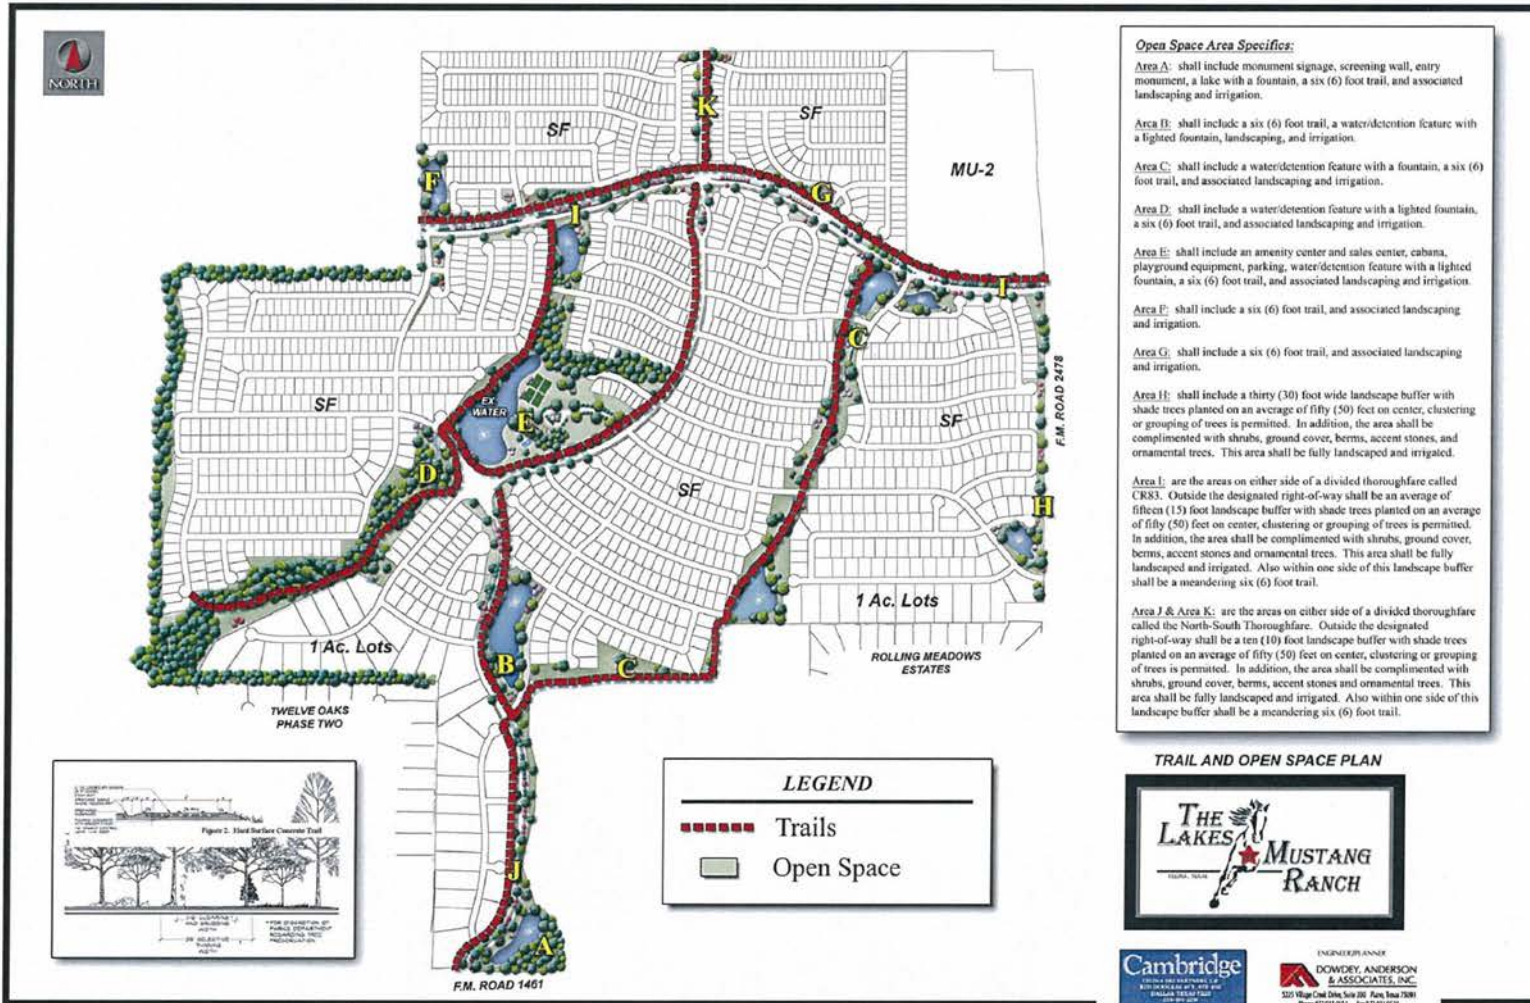 NORTH
K
SF
SF
MU-2
F
G
I
I
C
SF
EX
WATER
E
SF
D
SF
F.M. ROAD 2478
H
1 Ac. Lots
1 Ac. Lots
B
C
ROLLING MEADOWS
ESTATES
TWELVE OAKS
PHASE TWO
J
A
F.M. ROAD 1461
Figure 2. Hard Surface Concrete Trail
LEGEND
Trails
Open Space
Open Space Area Specifics:
Area A: shall include monument signage, screening wall, entry
monument, a lake with a fountain, a six (6) foot trail, and associated
landscaping and irrigation.
Area B: shall include a six (6) foot trail, a water/detention feature with
a lighted fountain, landscaping, and irrigation.
Area C: shall include a water/detention feature with a fountain, a six (6)
foot trail, and associated landscaping and irrigation.
Area D: shall include a water/detention feature with a lighted fountain,
a six (6) foot trail, and associated landscaping and irrigation.
Area E: shall include an amenity center and sales center, cabana,
playground equipment, parking, water/detention feature with a lighted
fountain, a six (6) foot trail, and associated landscaping and irrigation.
Area F: shall include a six (6) foot trail, and associated landscaping
and irrigation.
Area G: shall include a six (6) foot trail, and associated landscaping
and irrigation.
Area H: shall include a thirty (30) foot wide landscape buffer with
shade trees planted on an average of fifty (50) feet on center, clustering
or grouping of trees is permitted. In addition, the area shall be
complimented with shrubs, ground cover, berms, accent stones, and
ornamental trees. This area shall be fully landscaped and irrigated.
Area I: are the areas on either side of a divided thoroughfare called
CR83. Outside the designated right-of-way shall be an average of
fifteen (15) foot landscape buffer with shade trees planted on an average
of fifty (50) feet on center, clustering or grouping of trees is permitted.
In addition, the area shall be complimented with shrubs, ground cover,
berms, accent stones and ornamental trees. This area shall be fully
landscaped and irrigated. Also within one side of this landscape buffer
shall be a meandering six (6) foot trail.
Area J & Area K: are the areas on either side of a divided thoroughfare
called the North-South Thoroughfare. Outside the designated
right-of-way shall be a ten (10) foot landscape buffer with shade trees
planted on an average of fifty (50) feet on center, clustering or grouping
of trees is permitted. In addition, the area shall be complimented with
shrubs, ground cover, berms, accent stones and ornamental trees. This
area shall be fully landscaped and irrigated. Also within one side of this
landscape buffer shall be a meandering six (6) foot trail.
TRAIL AND OPEN SPACE PLAN
THE
LAKES
MUSTANG
RANCH
Cambridge
ENGINEER/PLANNER
DOWDEY, ANDERSON
& ASSOCIATES, INC.
5225 Village Creek Drive, Suite 200 Plano, Texas 75093